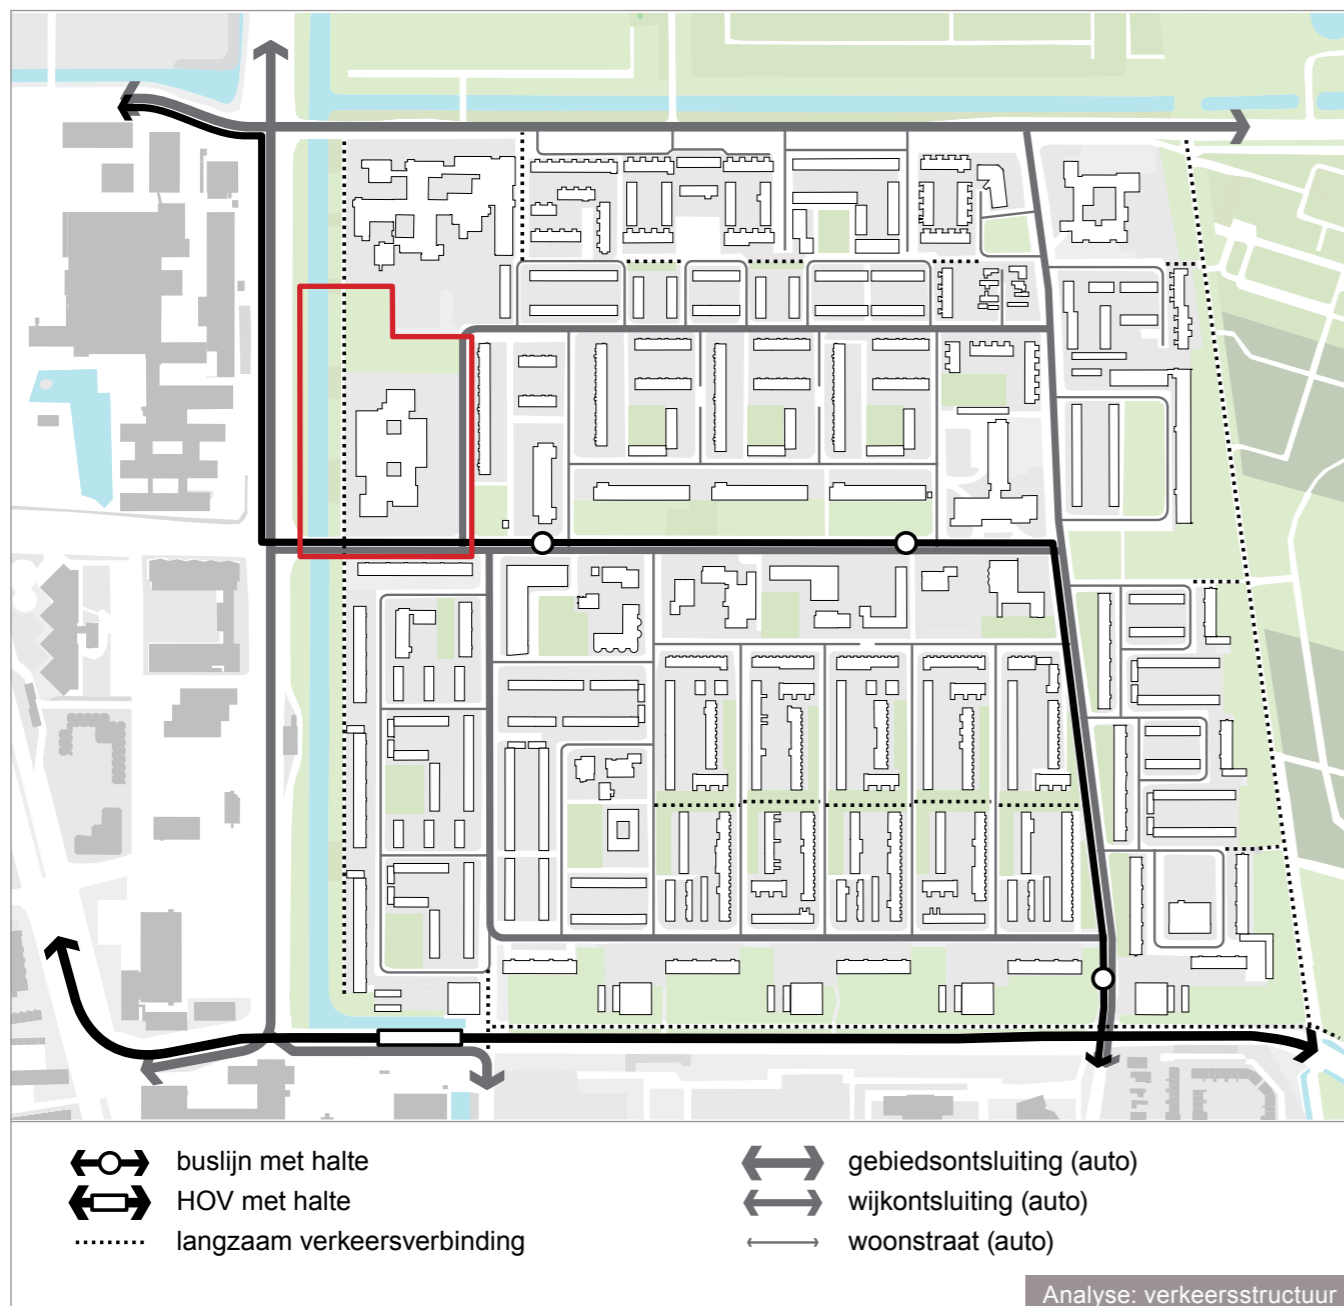 buslijn met halte
HOV met halte
langzaam verkeersverbinding
gebiedsontsluiting (auto)
wijkontsluiting (auto)
woonstraat (auto)
Analyse: verkeersstructuur